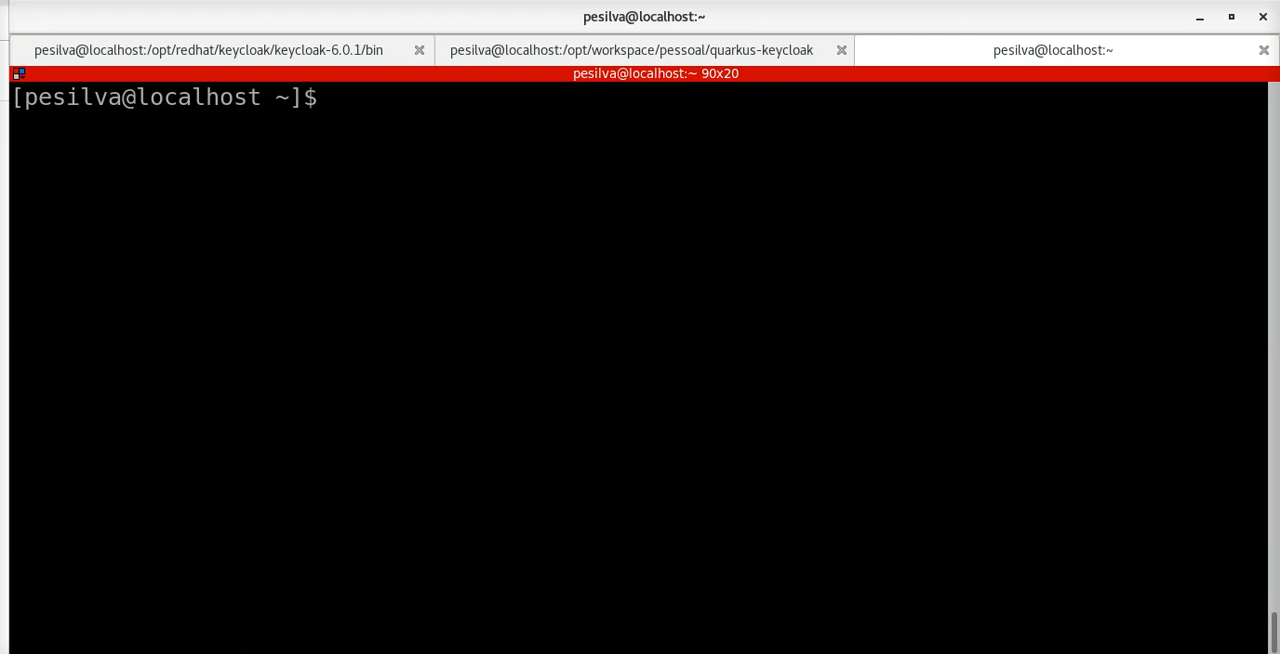 pesilva@localhost:~
pesilva@localhost:/opt/redhat/keycloak/keycloak-6.0.1/bin
pesilva@localhost:/opt/workspace/pessoal/quarkus-keycloak
pesilva@localhost:~
pesilva@localhost:~ 90x20
[pesilva@localhost ~]$